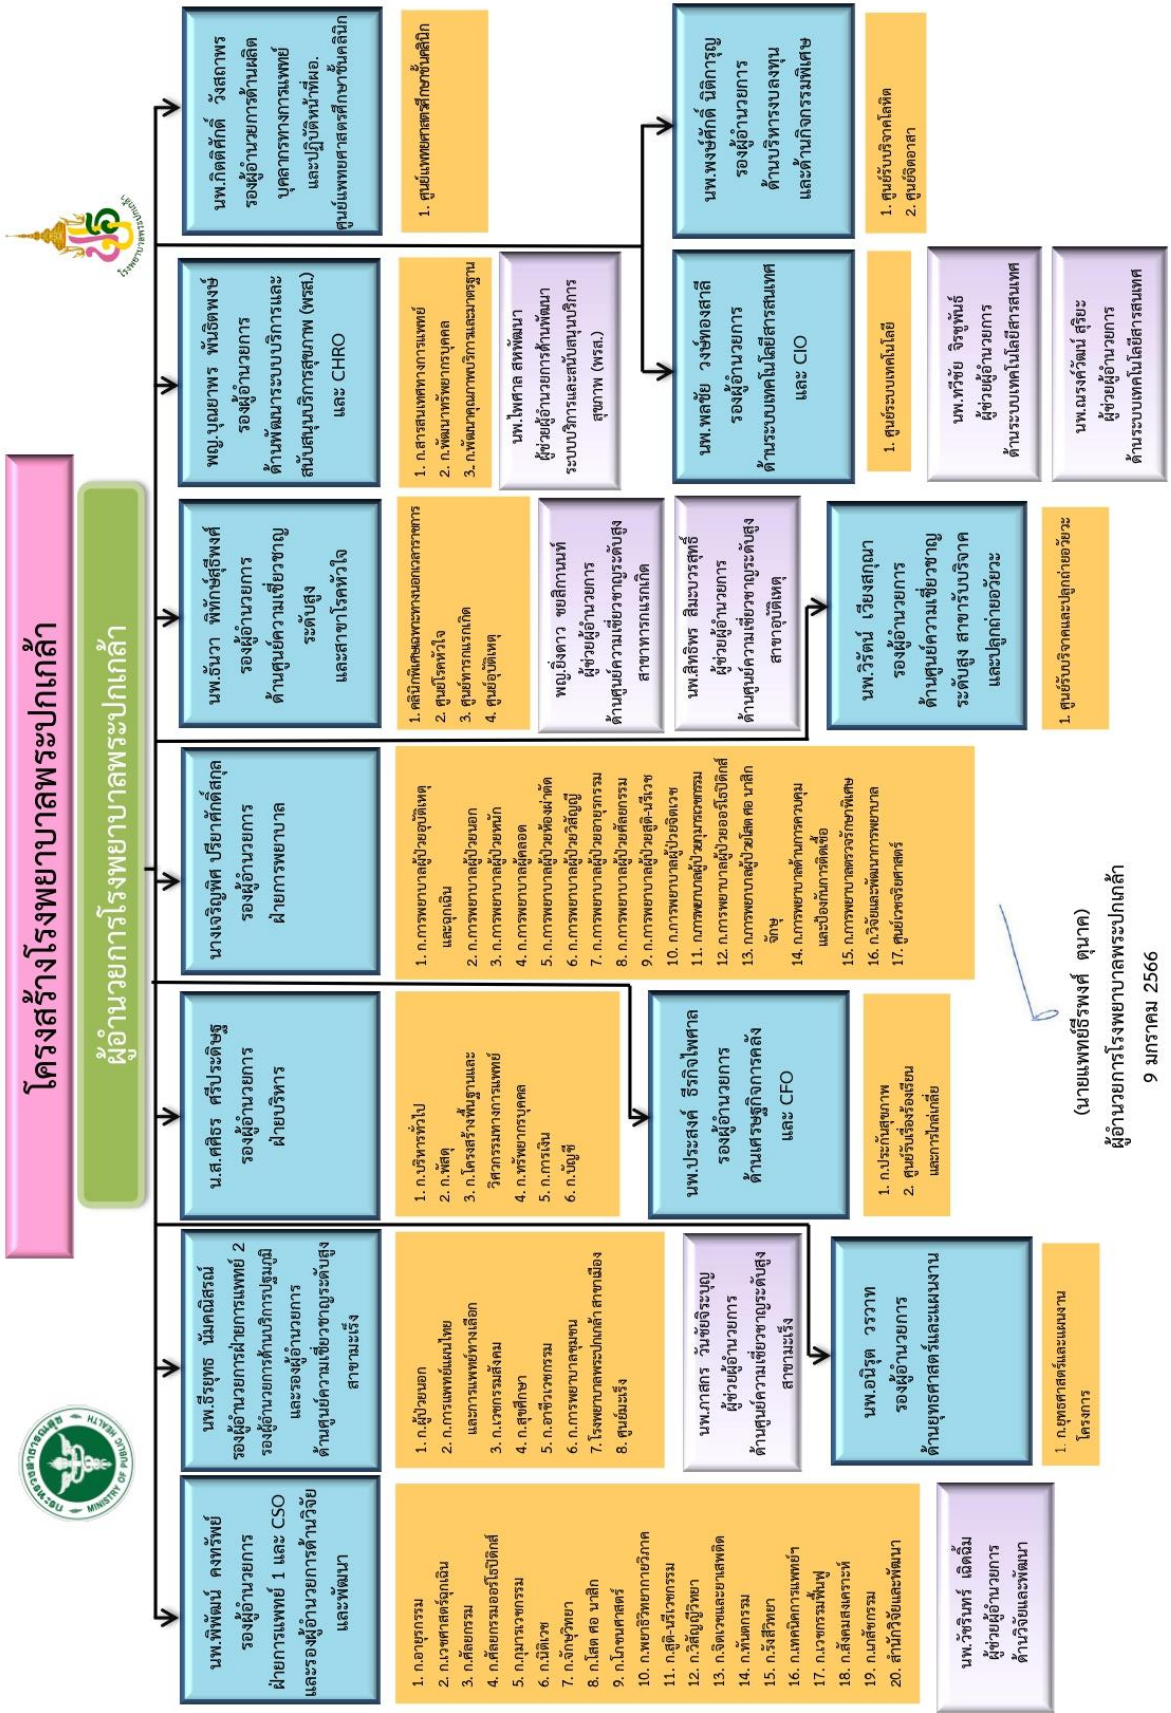 โครงสร้างโรงพยาบาลพระปกเกล้า
ผู้อำนวยการโรงพยาบาลพระปกเกล้า
กระทรวงสาธารณสุข
MINISTRY OF PUBLIC HEALTH
โรงพยาบาลพระปกเกล้า
นพ.พิพัฒน์ คงทรัพย์
รองผู้อำนวยการ
ฝ่ายการแพทย์ 1 และ CSO
และรองผู้อำนวยการด้านวิจัย
และพัฒนา
1. ก.อายุรกรรม
2. ก.เวชศาสตร์ฉุกเฉิน
3. ก.ศัลยกรรม
4. ก.ศัลยกรรมออร์โธปิดิกส์
5. ก.กุมารเวชกรรม
6. ก.นิติเวช
7. ก.จักษุวิทยา
8. ก.โสต ศอ นาสิก
9. ก.โภชนศาสตร์
10. ก.พยาธิวิทยากายวิภาค
11. ก.สูติ-นรีเวชกรรม
12. ก.วิสัญญีวิทยา
13. ก.จิตเวชและยาเสพติด
14. ก.ทันตกรรม
15. ก.รังสีวิทยา
16. ก.เทคนิคการแพทย์ฯ
17. ก.เวชกรรมฟื้นฟู
18. ก.สังคมสงเคราะห์
19. ก.เภสัชกรรม
20. สำนักวิจัยและพัฒนา
นพ.วัชรินทร์ เฉิดฉิ้ม
ผู้ช่วยผู้อำนวยการ
ด้านวิจัยและพัฒนา
นพ.ธีรยุทธ นัมคณิสรณ์
รองผู้อำนวยการฝ่ายการแพทย์ 2
รองผู้อำนวยการด้านบริการปฐมภูมิ
และรองผู้อำนวยการ
ด้านศูนย์ความเชี่ยวชาญระดับสูง
สาขามะเร็ง
1. ก.ผู้ป่วยนอก
2. ก.การแพทย์แผนไทย
และการแพทย์ทางเลือก
3. ก.เวชกรรมสังคม
4. ก.สุขศึกษา
5. ก.อาชีวเวชกรรม
6. ก.การพยาบาลชุมชน
7. โรงพยาบาลพระปกเกล้า สาขาเมือง
8. ศูนย์มะเร็ง
นพ.ภาสกร วันชัยจิระบุญ
ผู้ช่วยผู้อำนวยการ
ด้านศูนย์ความเชี่ยวชาญระดับสูง
สาขามะเร็ง
นพ.อนิรุต วรวาท
รองผู้อำนวยการ
ด้านยุทธศาสตร์และแผนงาน
1. ก.ยุทธศาสตร์และแผนงาน
โครงการ
น.ส.ศศิธร ศรีประดิษฐ
รองผู้อำนวยการ
ฝ่ายบริหาร
1. ก.บริหารทั่วไป
2. ก.พัสดุ
3. ก.โครงสร้างพื้นฐานและ
วิศวกรรมทางการแพทย์
4. ก.ทรัพยากรบุคคล
5. ก.การเงิน
6. ก.บัญชี
นพ.ประสงค์ ธีรกิจไพศาล
รองผู้อำนวยการ
ด้านเศรษฐกิจการคลัง
และ CFO
1. ก.ประกันสุขภาพ
2. ศูนย์รับเรื่องร้องเรียน
และการไกล่เกลี่ย
นางเจริญพิศ ปรียาศักดิ์สกุล
รองผู้อำนวยการ
ฝ่ายการพยาบาล
1. ก.การพยาบาลผู้ป่วยอุบัติเหตุ
และฉุกเฉิน
2. ก.การพยาบาลผู้ป่วยนอก
3. ก.การพยาบาลผู้ป่วยหนัก
4. ก.การพยาบาลผู้คลอด
5. ก.การพยาบาลผู้ป่วยห้องผ่าตัด
6. ก.การพยาบาลผู้ป่วยวิสัญญี
7. ก.การพยาบาลผู้ป่วยอายุรกรรม
8. ก.การพยาบาลผู้ป่วยศัลยกรรม
9. ก.การพยาบาลผู้ป่วยสูติ-นรีเวช
10. ก.การพยาบาลผู้ป่วยจิตเวช
11. ก.การพยาบาลผู้ป่วยกุมารเวชกรรม
12. ก.การพยาบาลผู้ป่วยออร์โธปิดิกส์
13. ก.การพยาบาลผู้ป่วยโสต ศอ นาสิก
จักษุ
14. ก.การพยาบาลด้านการควบคุม
และป้องกันการติดเชื้อ
15. ก.การพยาบาลตรวจรักษาพิเศษ
16. ก.วิจัยและพัฒนาการพยาบาล
17. ศูนย์เวชจริยศาสตร์
นพ.ธันวา พิทักษ์สุธีพงศ์
รองผู้อำนวยการ
ด้านศูนย์ความเชี่ยวชาญ
ระดับสูง
และสาขาโรคหัวใจ
1. คลินิกพิเศษเฉพาะทางนอกเวลาราชการ
2. ศูนย์โรคหัวใจ
3. ศูนย์ทารกแรกเกิด
4. ศูนย์อุบัติเหตุ
พญ.ยิ่งดาว ชยสิกานนท์
ผู้ช่วยผู้อำนวยการ
ด้านศูนย์ความเชี่ยวชาญระดับสูง
สาขาทารกแรกเกิด
นพ.สิทธิพร สิมะบวรสุทธิ์
ผู้ช่วยผู้อำนวยการ
ด้านศูนย์ความเชี่ยวชาญระดับสูง
สาขาอุบัติเหตุ
นพ.วิรัตน์ เวียงสกุณา
รองผู้อำนวยการ
ด้านศูนย์ความเชี่ยวชาญ
ระดับสูง สาขารับบริจาค
และปลูกถ่ายอวัยวะ
1. ศูนย์รับบริจาคและปลูกถ่ายอวัยวะ
พญ.บุณยาพร พันธิตพงษ์
รองผู้อำนวยการ
ด้านพัฒนาระบบบริการและ
สนับสนุนบริการสุขภาพ (พรส.)
และ CHRO
1. ก.สารสนเทศทางการแพทย์
2. ก.พัฒนาทรัพยากรบุคคล
3. ก.พัฒนาคุณภาพบริการและมาตรฐาน
นพ.ไพศาล สหพัฒนา
ผู้ช่วยผู้อำนวยการด้านพัฒนา
ระบบบริการและสนับสนุนบริการ
สุขภาพ (พรส.)
นพ.พลชัย วงษ์ทองสาลี
รองผู้อำนวยการ
ด้านระบบเทคโนโลยีสารสนเทศ
และ CIO
1. ศูนย์ระบบเทคโนโลยี
นพ.ทวีชัย จิรชูพันธ์
ผู้ช่วยผู้อำนวยการ
ด้านระบบเทคโนโลยีสารสนเทศ
นพ.ณรงค์วัฒน์ สุริยะ
ผู้ช่วยผู้อำนวยการ
ด้านระบบเทคโนโลยีสารสนเทศ
นพ.กิตติศักดิ์ วังสถาพร
รองผู้อำนวยการด้านผลิต
บุคลากรทางการแพทย์
และปฏิบัติหน้าที่ผอ.
ศูนย์แพทยศาสตรศึกษาชั้นคลินิก
1. ศูนย์แพทยศาสตรศึกษาชั้นคลินิก
นพ.พงษ์ศักดิ์ นิติการุญ
รองผู้อำนวยการ
ด้านบริหารงบลงทุน
และด้านกิจกรรมพิเศษ
1. ศูนย์รับบริจาคโลหิต
2. ศูนย์จิตอาสา
(นายแพทย์ธีรพงศ์ ตุนาค)
ผู้อำนวยการโรงพยาบาลพระปกเกล้า
9 มกราคม 2566